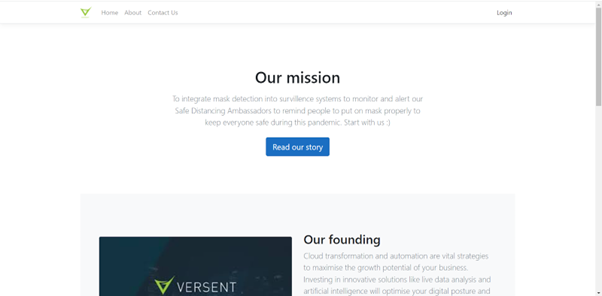 Home About Contact Us Login
Our mission
To integrate mask detection into survillence systems to monitor and alert our
Safe Distancing Ambassadors to remind people to put on mask properly to
keep everyone safe during this pandemic. Start with us :)
Read our story
Our founding
Cloud transformation and automation are vital strategies
to maximise the growth potential of your business.
Investing in innovative solutions like live data analysis and
artificial intelligence will optimise your digital posture and
VERSENT